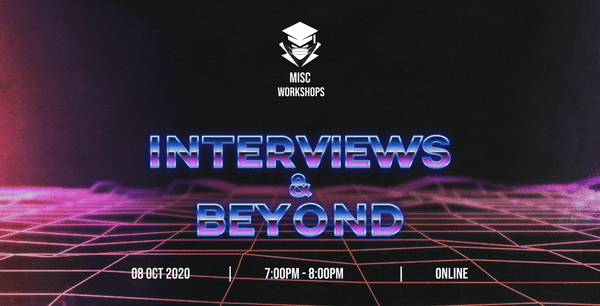 MISC
WORKSHOPS
INTERVIEWS
&
BEYOND
08 OCT 2020 | 7:00PM - 8:00PM | ONLINE